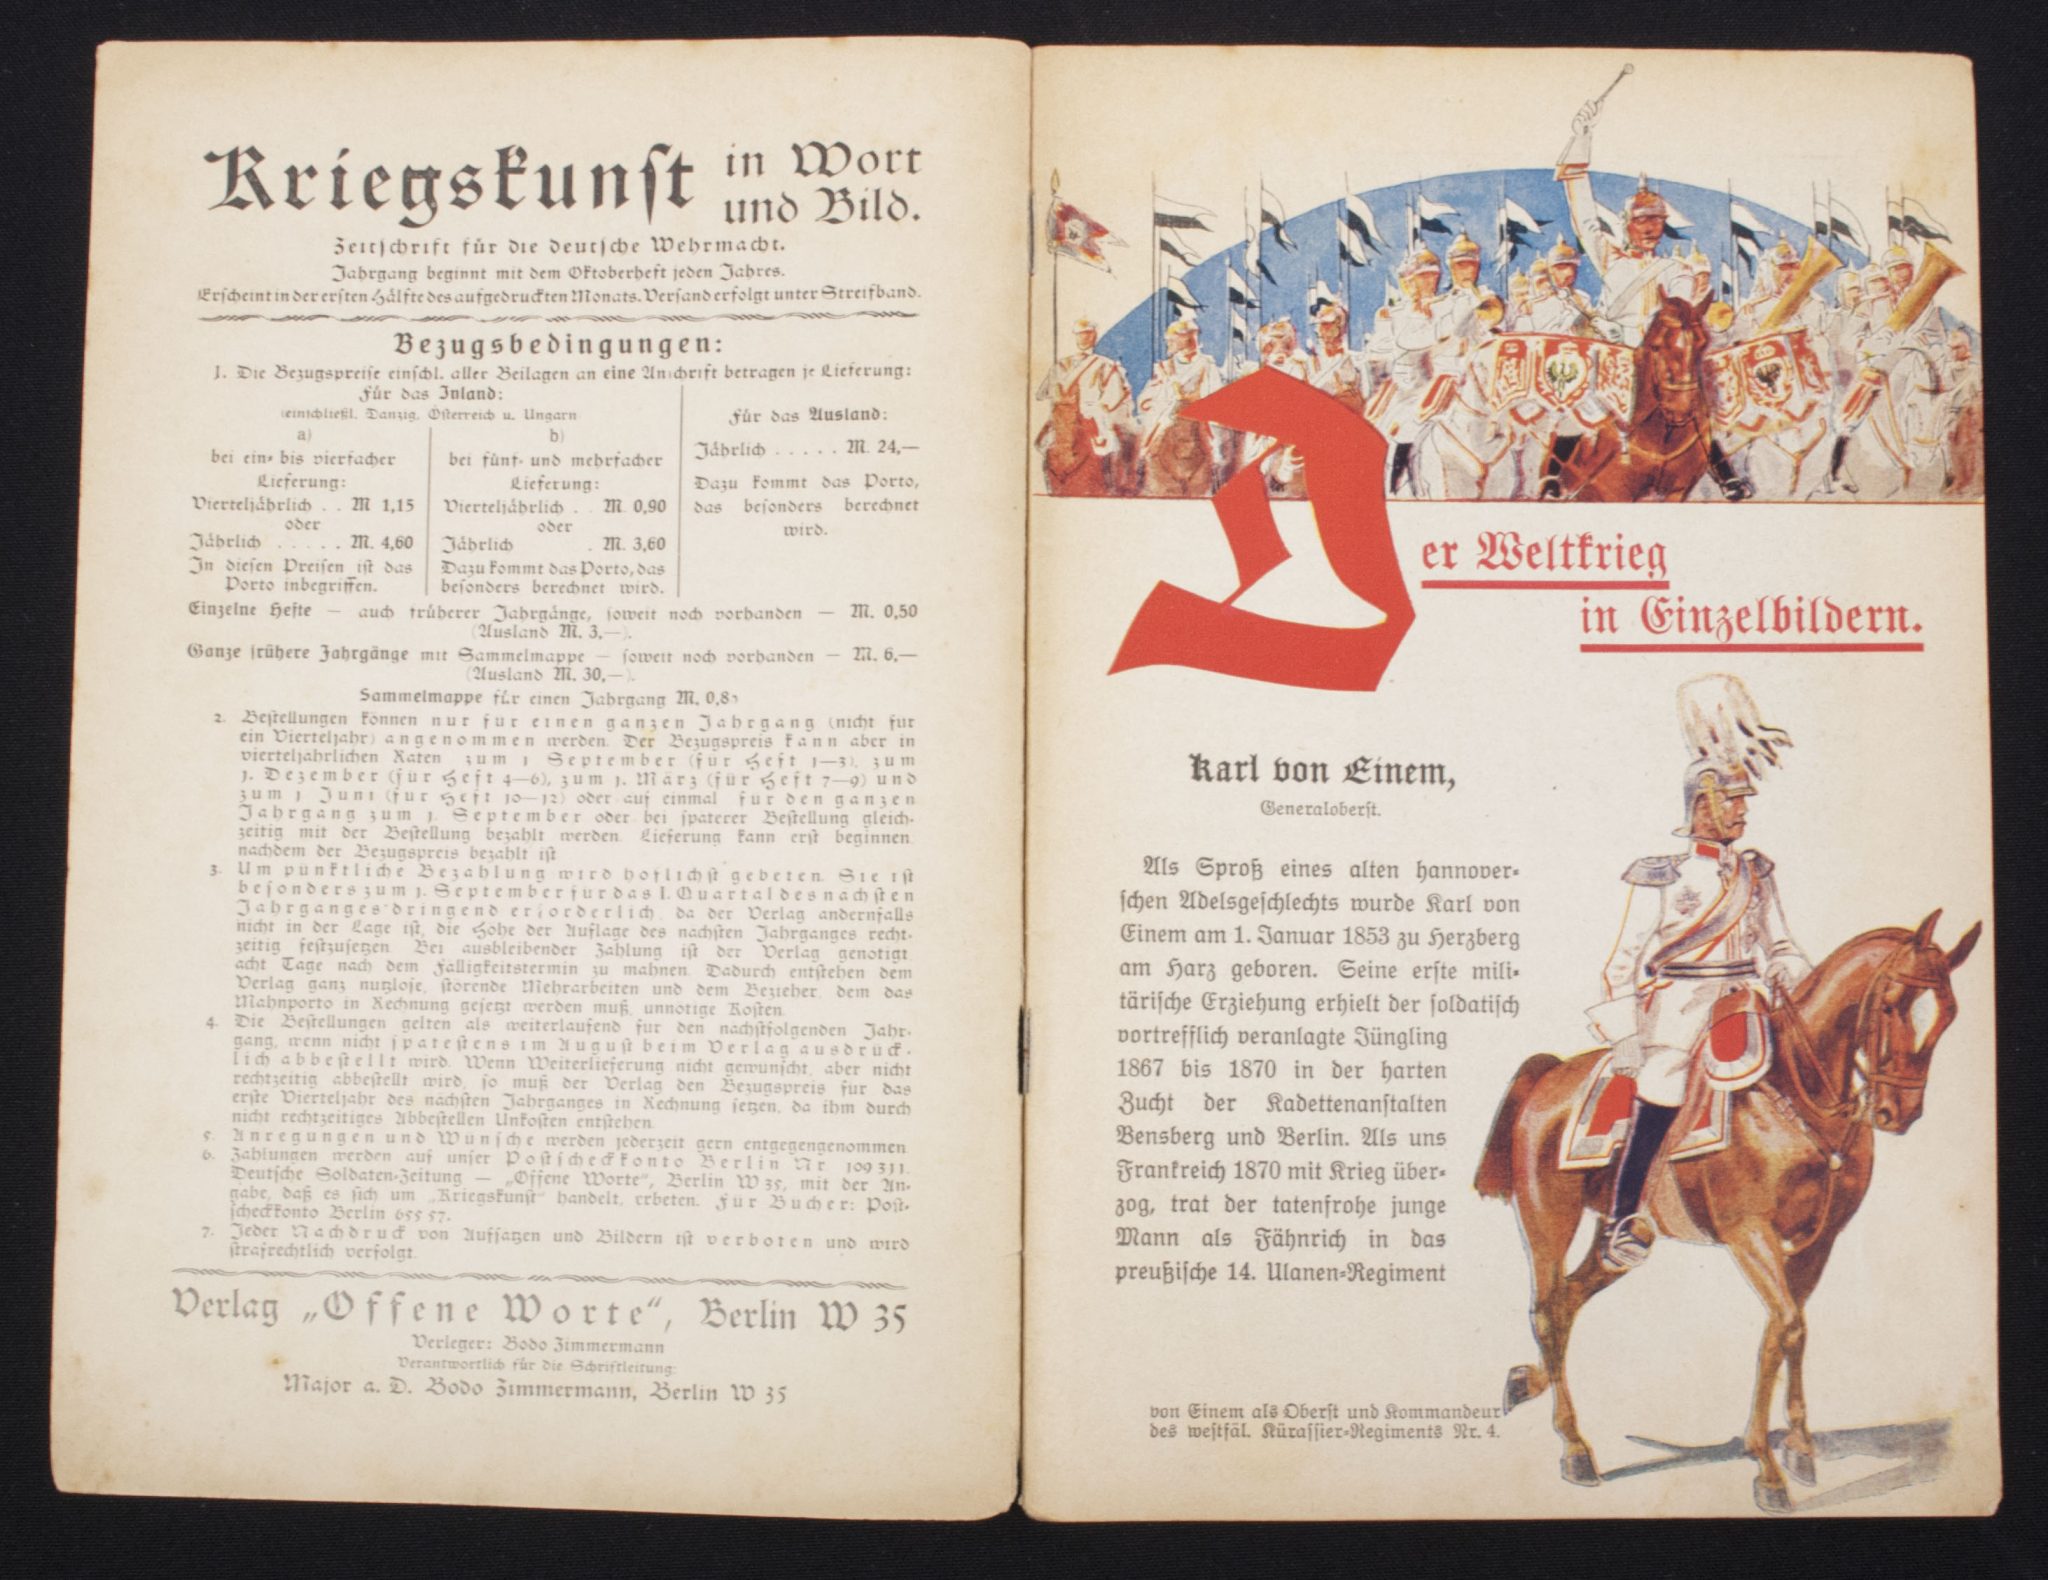 Kriegskunst in Wort
und Bild.
Zeitschrift für die deutsche Wehrmacht.
Jahrgang beginnt mit dem Oktoberheft jeden Jahres.
Erscheint in der ersten Hälfte des aufgedruckten Monats. Versand erfolgt unter Streifband.
Bezugsbedingungen:
1. Die Bezugspreise einschl. aller Beilagen an eine Anschrift betragen je Lieferung:
Für das Inland:
(einschließl. Danzig, Österreich u. Ungarn
a)
bei ein- bis vierfacher
Lieferung:
Vierteljährlich . . M 1,15
oder
Jährlich . . . . . M. 4,60
In diesen Preisen ist das
Porto inbegriffen.
b)
bei fünf- und mehrfacher
Lieferung:
Vierteljährlich . . M. 0,90
oder
Jährlich . M. 3,60
Dazu kommt das Porto, das
besonders berechnet wird.
Für das Ausland:
Jährlich . . . . . M. 24,—
Dazu kommt das Porto,
das besonders berechnet
wird.
Einzelne Hefte — auch früherer Jahrgänge, soweit noch vorhanden — M. 0,50
(Ausland M. 3,—).
Ganze frühere Jahrgänge mit Sammelmappe — soweit noch vorhanden — M. 6,—
(Ausland M. 30,—).
Sammelmappe für einen Jahrgang M. 0,85
2. Bestellungen können nur für einen ganzen Jahrgang (nicht für
ein Vierteljahr) angenommen werden. Der Bezugspreis kann aber in
vierteljährlichen Raten zum 1 September (für Heft 1—3), zum
1. Dezember (für Heft 4—6), zum 1. März (für Heft 7—9) und
zum 1 Juni (für Heft 10—12) oder auf einmal für den ganzen
Jahrgang zum 1. September oder bei späterer Bestellung gleich-
zeitig mit der Bestellung bezahlt werden. Lieferung kann erst beginnen,
nachdem der Bezugspreis bezahlt ist
3. Um pünktliche Bezahlung wird höflichst gebeten. Sie ist
besonders zum 1. September für das I. Quartal des nächsten
Jahrganges dringend erforderlich, da der Verlag andernfalls
nicht in der Lage ist, die Höhe der Auflage des nächsten Jahrganges recht-
zeitig festzusetzen. Bei ausbleibender Zahlung ist der Verlag genötigt
acht Tage nach dem Fälligkeitstermin zu mahnen. Dadurch entstehen dem
Verlag ganz nutzlose, störende Mehrarbeiten und dem Bezieher, dem das
Mahnporto in Rechnung gesetzt werden muß, unnötige Kosten.
4. Die Bestellungen gelten als weiterlaufend für den nächstfolgenden Jahr-
gang, wenn nicht spätestens im August beim Verlag ausdrück-
lich abbestellt wird. Wenn Weiterlieferung nicht gewünscht, aber nicht
rechtzeitig abbestellt wird, so muß der Verlag den Bezugspreis für das
erste Vierteljahr des nächsten Jahrganges in Rechnung setzen, da ihm durch
nicht rechtzeitiges Abbestellen Unkosten entstehen.
5. Anregungen und Wünsche werden jederzeit gern entgegengenommen.
6. Zahlungen werden auf unser Postscheckkonto Berlin Nr. 109 311
Deutsche Soldaten-Zeitung — „Offene Worte", Berlin W 35, mit der An-
gabe, daß es sich um „Kriegskunst" handelt, erbeten. Für Bücher: Post-
scheckkonto Berlin 655 57.
7. Jeder Nachdruck von Aufsätzen und Bildern ist verboten und wird
strafrechtlich verfolgt.
Verlag „Offene Worte", Berlin W 35
Verleger: Bodo Zimmermann
Verantwortlich für die Schriftleitung:
Major a. D. Bodo Zimmermann, Berlin W 35
Der Weltkrieg
in Einzelbildern.
Karl von Einem,
Generaloberst.
Als Sproß eines alten hannover-
schen Adelsgeschlechts wurde Karl von
Einem am 1. Januar 1853 zu Herzberg
am Harz geboren. Seine erste mili-
tärische Erziehung erhielt der soldatisch
vortrefflich veranlagte Jüngling
1867 bis 1870 in der harten
Zucht der Kadettenanstalten
Bensberg und Berlin. Als uns
Frankreich 1870 mit Krieg über-
zog, trat der tatenfrohe junge
Mann als Fähnrich in das
preußische 14. Ulanen-Regiment
von Einem als Oberst und Kommandeur
des westfäl. Kürassier-Regiments Nr. 4.